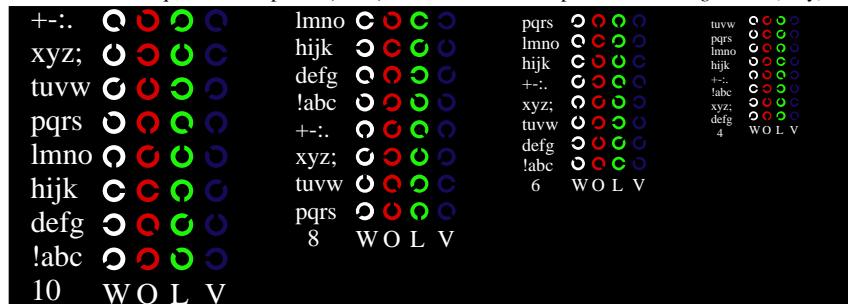 +-:.
xyz;
tuvw
pqrs
lmno
hijk
defg
!abc
10 W O L V
lmno
hijk
defg
!abc
+-:.
xyz;
tuvw
pqrs
8 W O L V
pqrs
lmno
hijk
+-:.
xyz;
tuvw
defg
!abc
6 W O L V
tuvw
pqrs
lmno
hijk
+-:.
!abc
xyz;
defg
4 W O L V